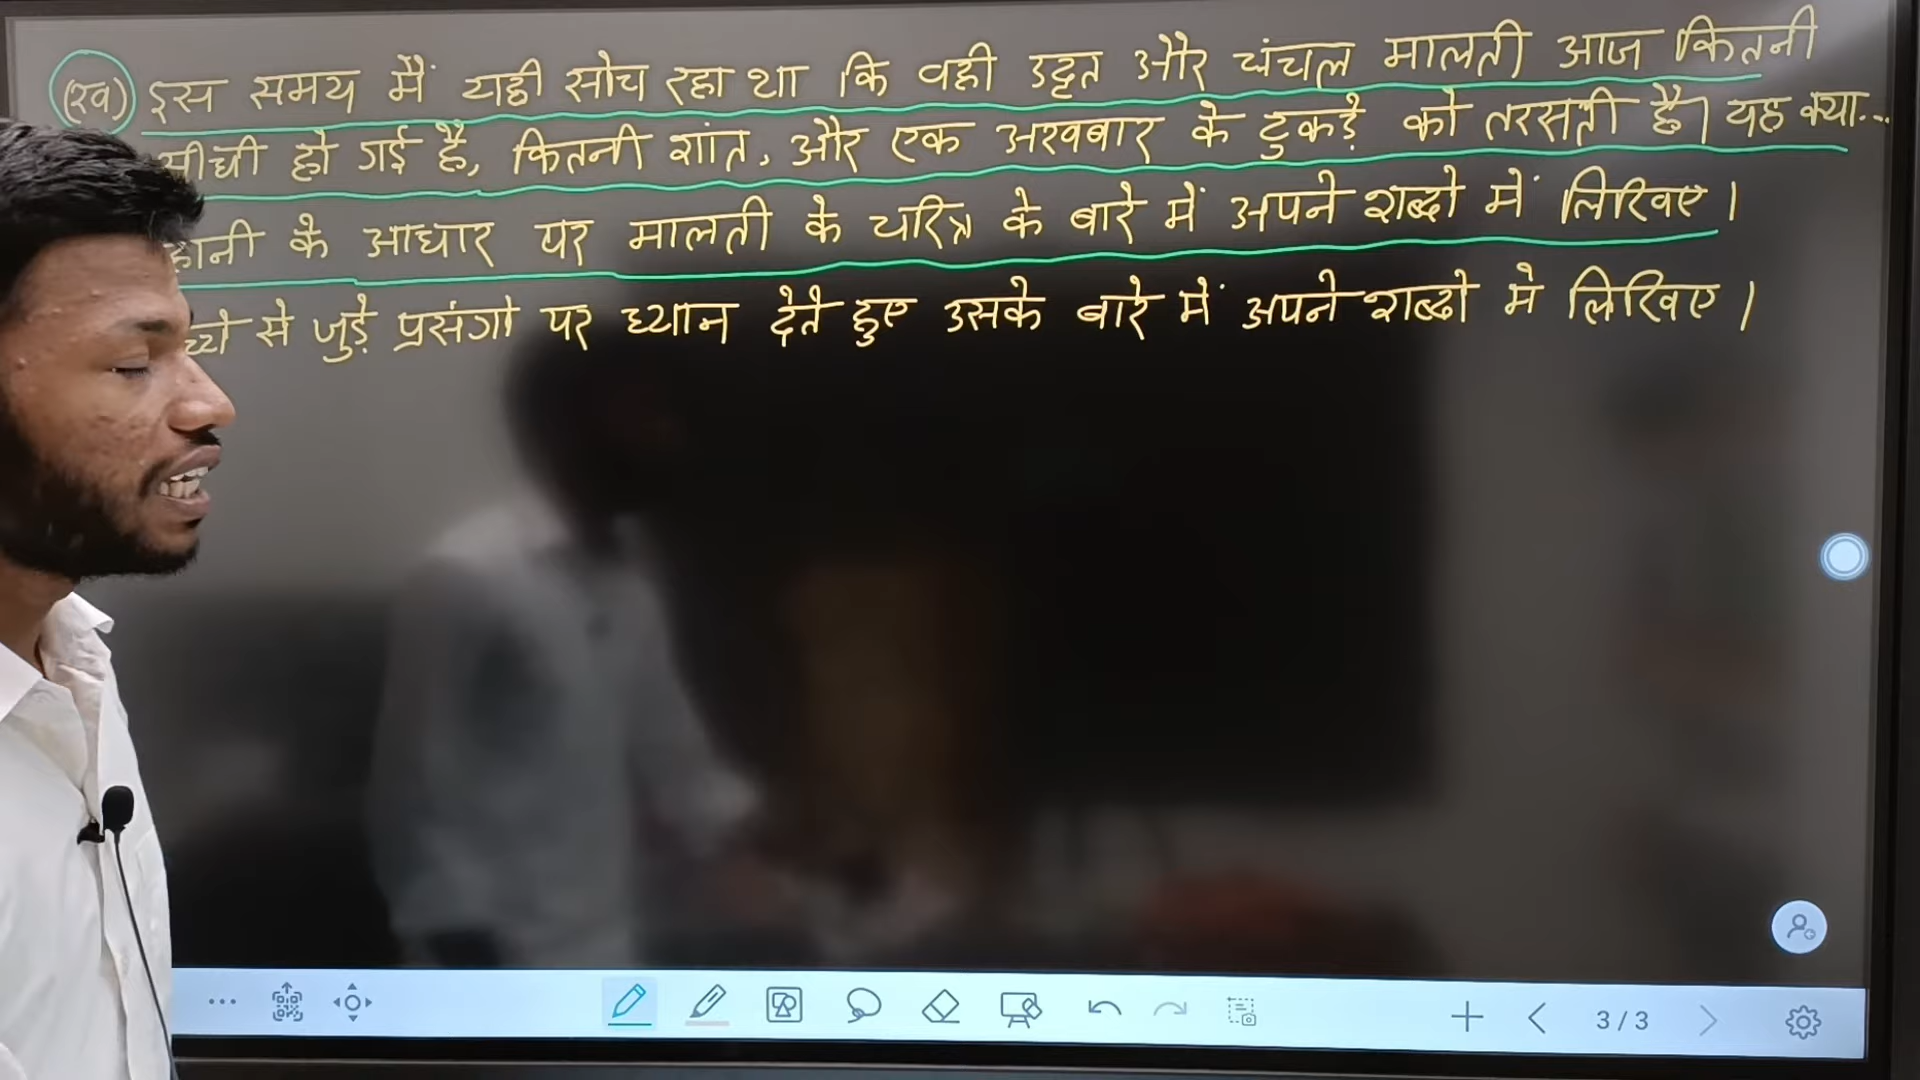 (ख) इस समय मैं यही सोच रहा था कि वही उद्दत और चंचल मालती आज कितनी
सीधी हो गई है, कितनी शांत, और एक अखबार के टुकड़े को तरसती है। यह क्या...
के आधार पर मालती के चरित्र के बारे में अपने शब्दो में लिखिए।
से जुड़े प्रसंगो पर ध्यान देते हुए उसके बारे में अपने शब्दो मे लिखिए।
3/3